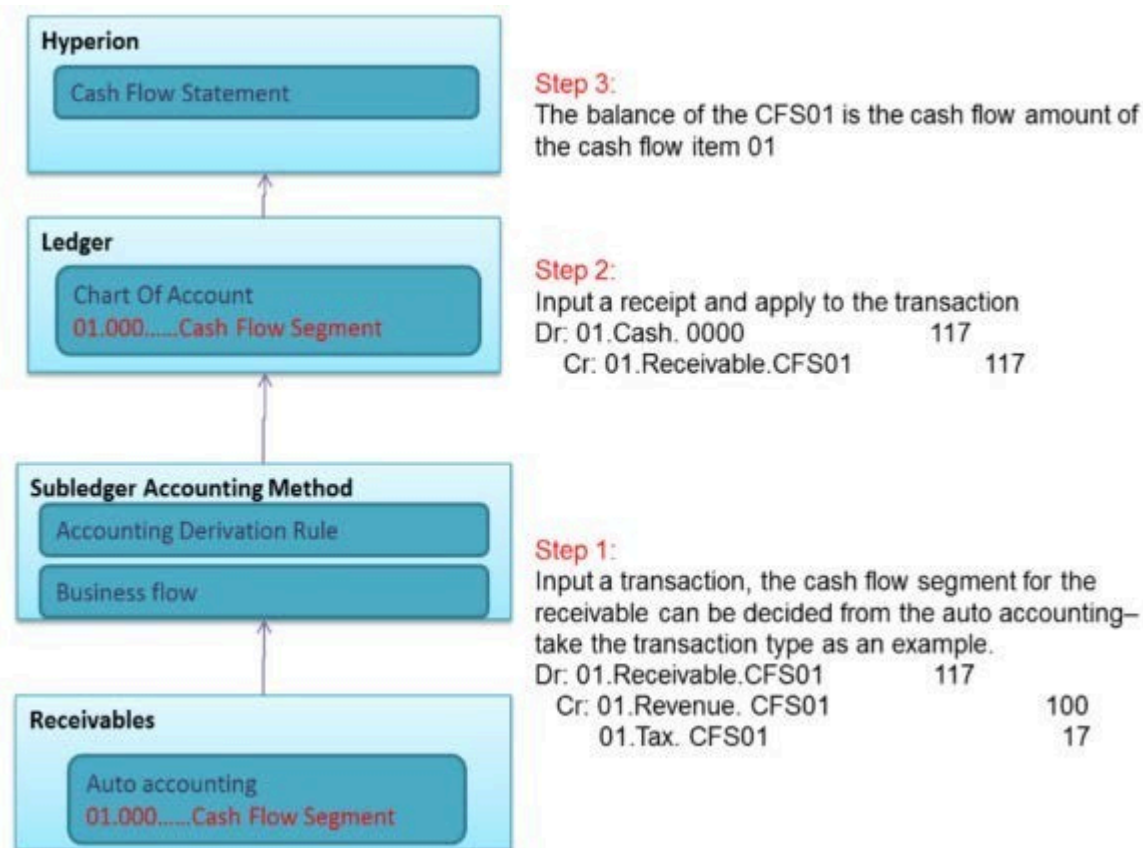 Hyperion
Cash Flow Statement
Step 3:
The balance of the CFS01 is the cash flow amount of
the cash flow item 01
Ledger
Chart Of Account
01.000......Cash Flow Segment
Step 2:
Input a receipt and apply to the transaction
Dr: 01.Cash. 0000 117
Cr: 01.Receivable.CFS01 117
Subledger Accounting Method
Accounting Derivation Rule
Business flow
Step 1:
Input a transaction, the cash flow segment for the
receivable can be decided from the auto accounting–
take the transaction type as an example.
Dr: 01.Receivable.CFS01 117
Cr: 01.Revenue. CFS01 100
01.Tax. CFS01 17
Receivables
Auto accounting
01.000......Cash Flow Segment